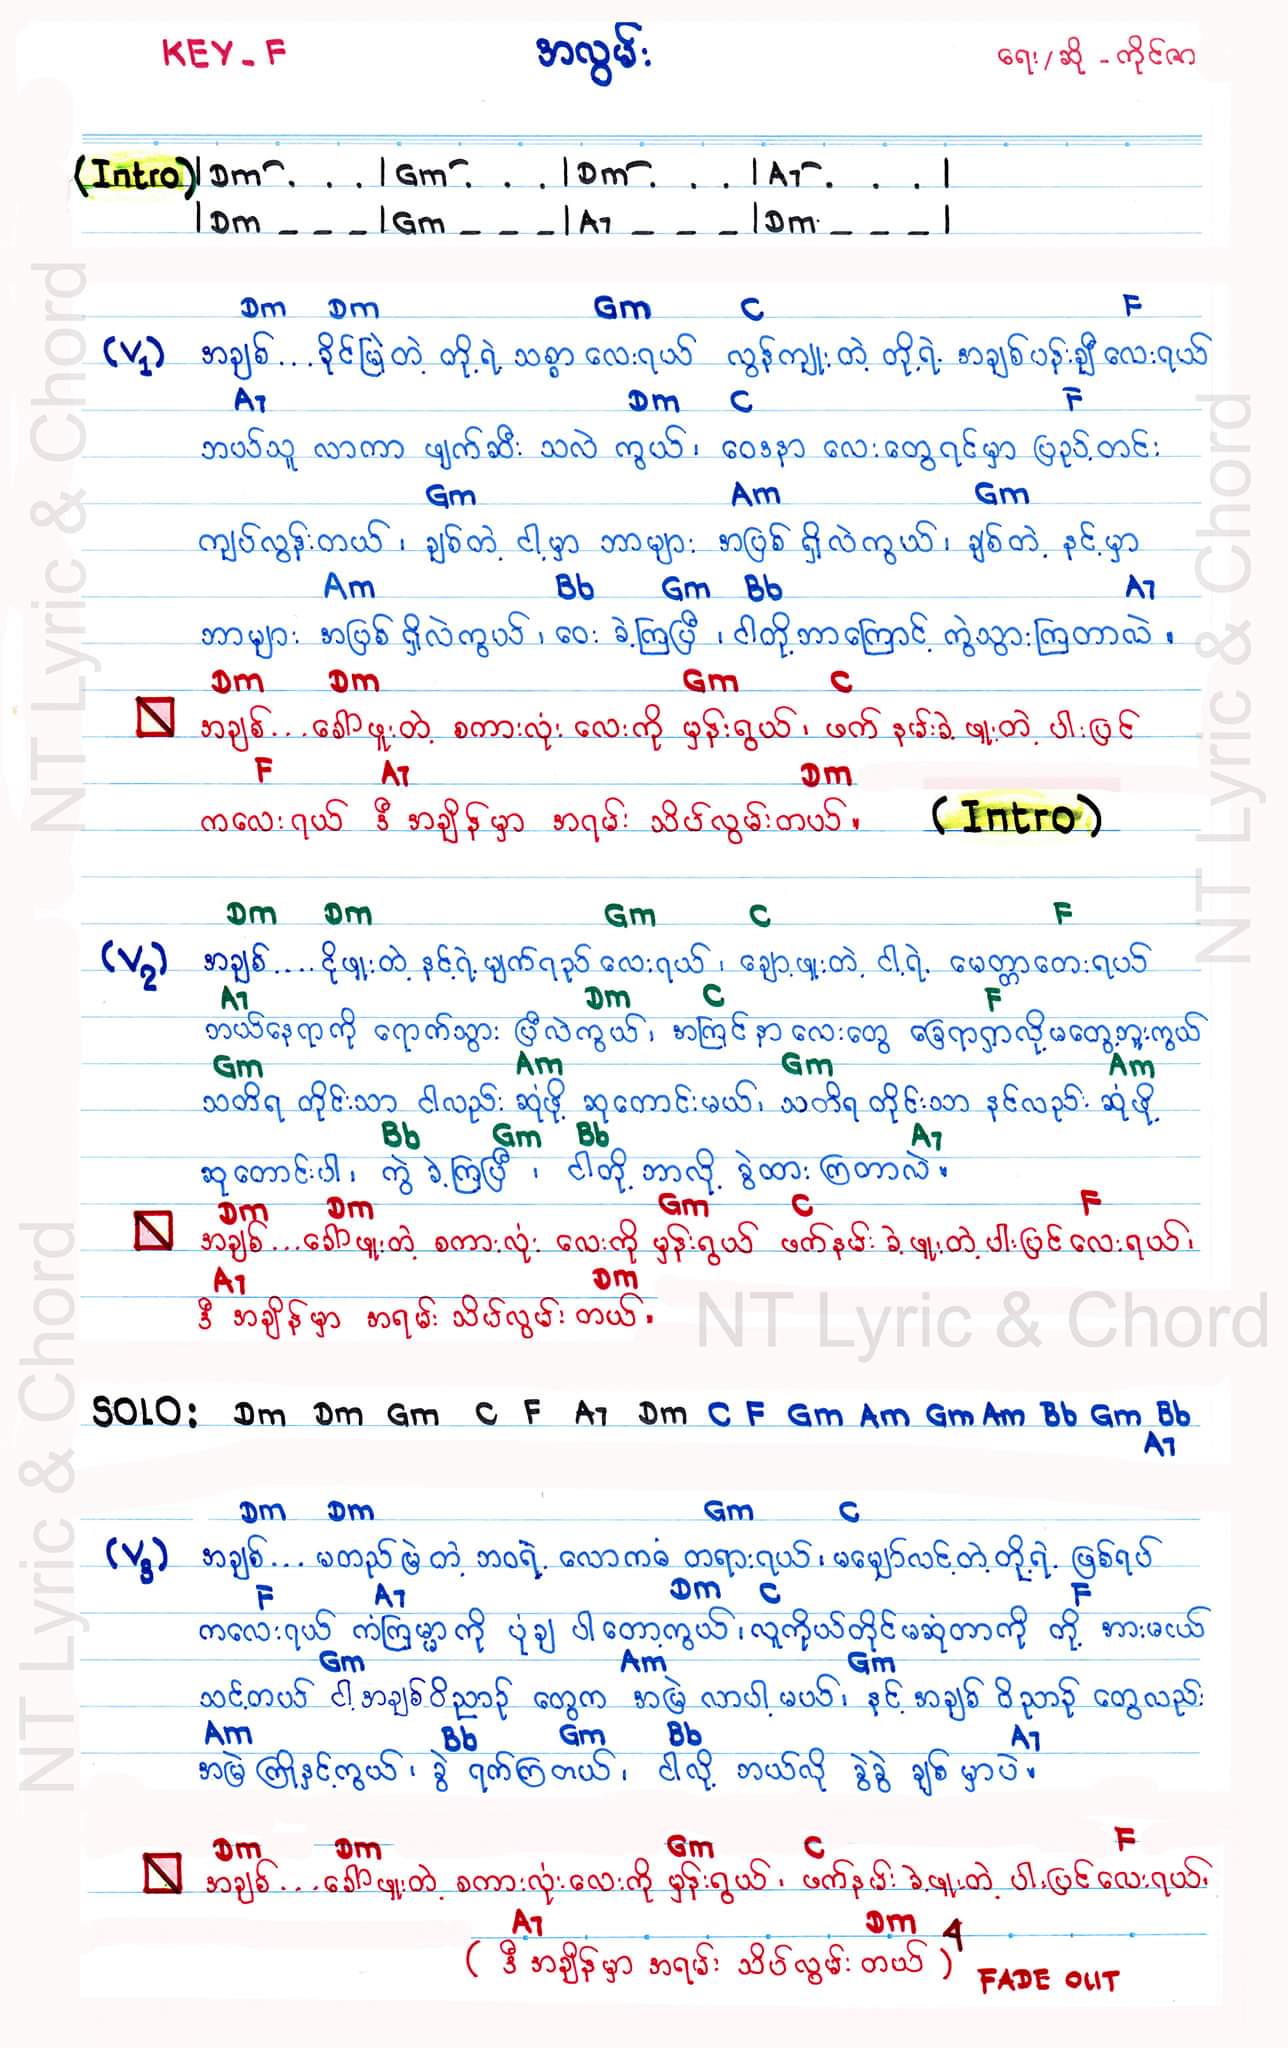 KEY - F
အလွမ်း
ရေး/ဆို - ကိုင်ဇာ
(Intro) |Dm . . . |Gm . . . |Dm . . . |A7 . . . |
|Dm _ _ _ |Gm _ _ _ |A7 _ _ _ |Dm _ _ _ |
Dm Dm Gm C F
(V1) အချစ်... ခိုင်မြဲတဲ့ တို့ရဲ့ သစ္စာ လေးရယ် လွန်ကျူးတဲ့ တို့ရဲ့ အချစ်ပန်းချီ လေးရယ်
A7 Dm C F
ဘယ်သူ လာကာ ဖျက်ဆီး သလဲ ကွယ်၊ ဝေဒနာ လေးတွေ ရင်မှာ ပြည့်တင်း
Gm Am Gm
ကျပ်လွန်းတယ်၊ ချစ်တဲ့ ငါ့မှာ ဘာများ အပြစ် ရှိလဲကွယ်၊ ချစ်တဲ့ နင့်မှာ
Am Bb Gm Bb A7
ဘာများ အပြစ် ရှိလဲကွယ်၊ ဝေး ခဲ့ကြပြီ၊ ငါတို့ဘာကြောင့် ကွဲသွားကြတာလဲ။
Dm Dm Gm C
အချစ်... ခေါ်ဖူးတဲ့ စကားလုံး လေးကို မှန်းရွယ်၊ ဖက် နမ်းခဲ့ ဖူးတဲ့ ပါးပြင်
F A7 Dm
ကလေးရယ် ဒီ အချိန်မှာ အရမ်း သိပ်လွမ်းတယ်။ (Intro)
Dm Dm Gm C F
(V2) အချစ်.... ငိုဖူးတဲ့ နင့်ရဲ့ မျက်ရည် လေးရယ်၊ ချော့ဖူးတဲ့ ငါ့ရဲ့ မေတ္တာတေးရယ်
A7 Dm C F
ဘယ်နေရာကို ရောက်သွား ပြီလဲကွယ်၊ အကြင်နာ လေးတွေ ခြေရာရှာလို့မတွေ့ဘူးကွယ်
Gm Am Gm Am
သတိရ တိုင်းသာ ငါလည်း ဆုံဖို့ ဆုတောင်းမယ်၊ သတိရ တိုင်းသာ နင်လည်း ဆုံဖို့
Bb Gm Bb A7
ဆုတောင်းပါ၊ ကွဲ ခဲ့ကြပြီ၊ ငါတို့ ဘာလို့ ခွဲထား ကြတာလဲ။
Dm Dm Gm C F
အချစ်... ခေါ်ဖူးတဲ့ စကားလုံး လေးကို မှန်းရွယ် ဖက်နမ်း ခဲ့ဖူးတဲ့ ပါးပြင် လေးရယ်၊
A7 Dm
ဒီ အချိန်မှာ အရမ်း သိပ်လွမ်း တယ်။
NT Lyric & Chord
SOLO: Dm Dm Gm C F A7 Dm C F Gm Am Gm Am Bb Gm Bb
A7
Dm Dm Gm C
(V3) အချစ်... မတည်မြဲတဲ့ ဘဝရဲ့ လောကဓံ တရားရယ်၊ မမျှော်လင့်တဲ့ တို့ရဲ့ ဖြစ်ရပ်
F A7 Dm C F
ကလေးရယ် ကံကြမ္မာကို ပုံချ ပါတော့ကွယ်၊ လူကိုယ်တိုင်မဆုံတာကို တို့ အားမငယ်
Gm Am Gm
သင့်တယ် ငါ့အချစ်ဝိညာဉ် တွေက အမြဲ လာပါ့မယ်၊ နင့် အချစ် ဝိညာဉ် တွေလည်း
Am Bb Gm Bb A7
အမြဲ ကြိုနှင့်ကွယ်၊ ခွဲ ရက်ကြတယ်၊ ငါလို့ ဘယ်လို ခွဲခွဲ ချစ်မှာပဲ။
Dm Dm Gm C F
အချစ်... ခေါ်ဖူးတဲ့ စကားလုံးလေးကို မှန်းရွယ်၊ ဖက်နမ်း ခဲ့ဖူးတဲ့ ပါးပြင်လေးရယ်၊
A7 Dm 4
( ဒီ အချိန်မှာ အရမ်း သိပ်လွမ်း တယ် ) FADE OUT
NT Lyric & Chord
NT Lyric & Chord
NT Lyric & Chord